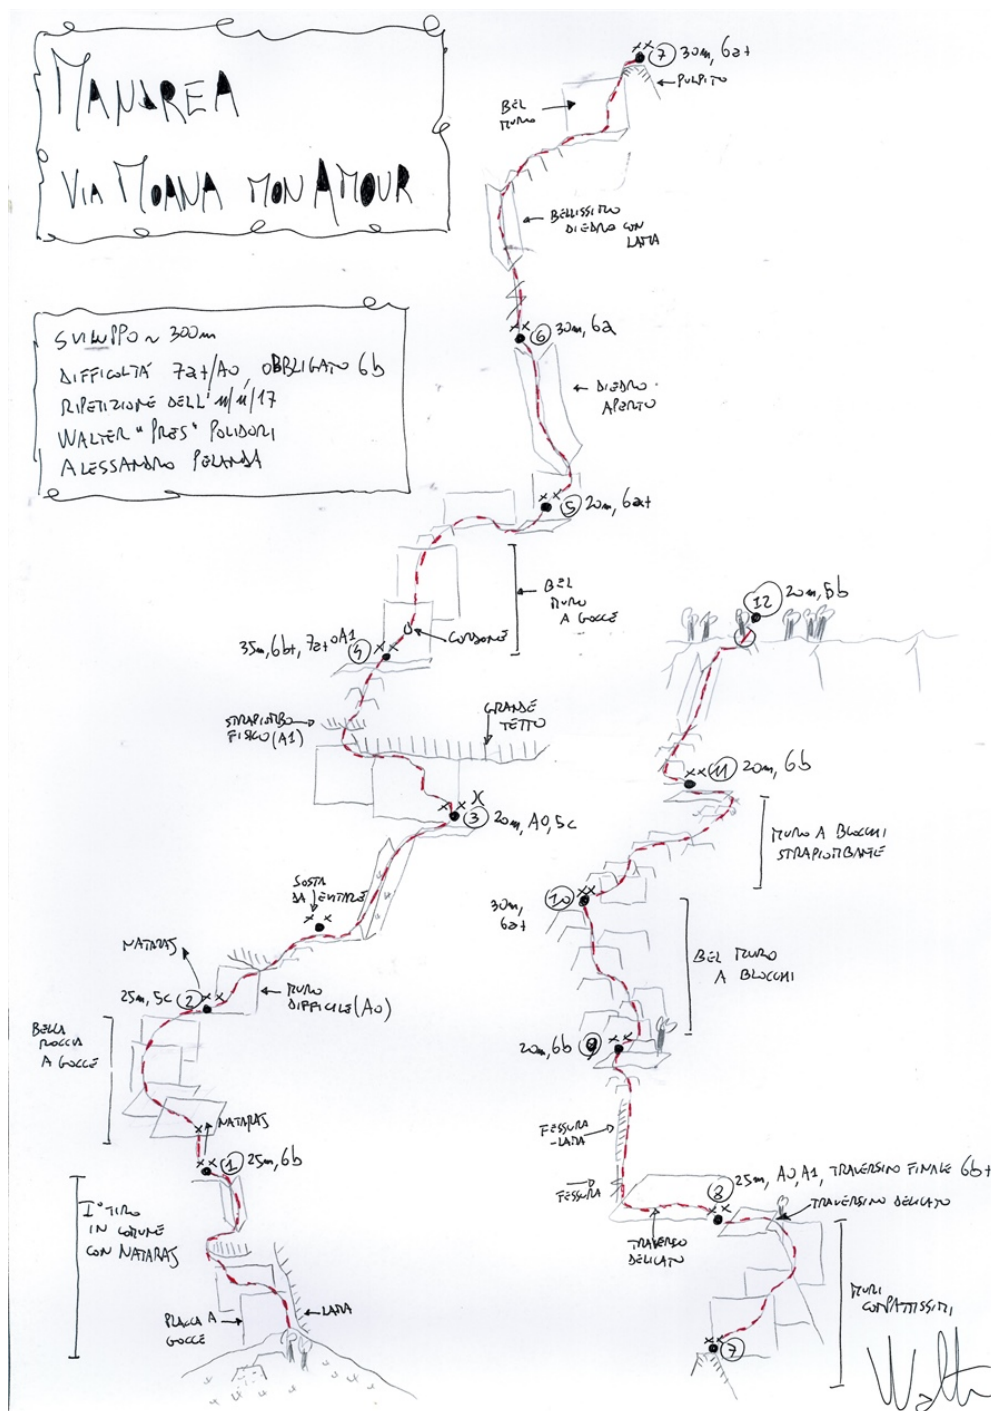 MANDREA
VIA MOANA MON AMOUR
SVILUPPO ~ 300m
DIFFICOLTÀ 7a+/A0, OBBLIGATO 6b
RIPETIZIONE DELL'11/11/17
WALTER "PRES" POLIDORI
ALESSANDRO PELANDA
7 30m, 6a+
PULPITO
BEL
MURO
BELLISSIMO
DIEDRO CON
LAMA
6 30m, 6a
DIEDRO
APERTO
5 20m, 6a+
BEL
MURO
A GOCCE
CORDONE
35m, 6b+, 7a+ o A1 4
STRAPIOMBO
FISICO (A1)
GRANDE
TETTO
3 20m, A0, 5c
SOSTA
DA EVITARE
NATARAJ
25m, 5c 2
MURO
DIFFICILE (A0)
BELLA
ROCCIA
A GOCCE
NATARAJ
1 25m, 6b
I° TIRO
IN COMUNE
CON NATARAJ
PLACCA A
GOCCE
LAMA
12 20m, 5b
11 20m, 6b
MURO A BLOCCHI
STRAPIOMBANTE
10
30m,
6a+
BEL MURO
A BLOCCHI
20m, 6b 9
FESSURA
-LAMA
FESSURA
8 25m, A0, A1, TRAVERSINO FINALE 6b+
TRAVERSINO DELICATO
TRAVERSO
DELICATO
MURI
COMPATTISSIMI
7
Walter